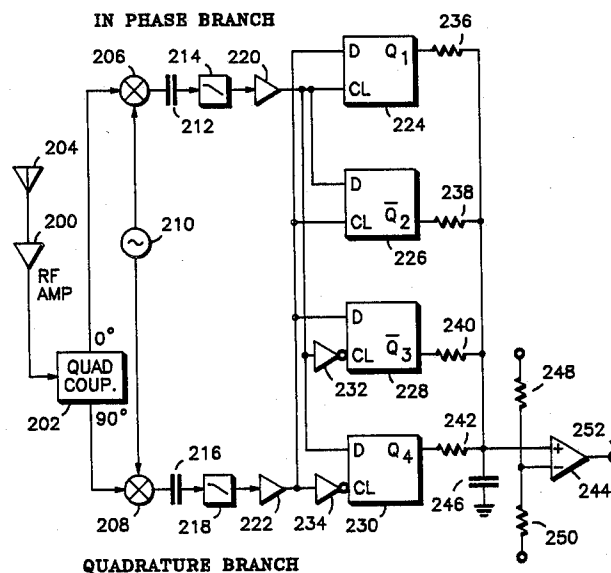 IN PHASE BRANCH
236
206
214
220
D
Q1
CL
212
224
204
238
200
210
D
CL
Q̅2
226
RF
AMP
240
0°
D
CL
Q̅3
248
QUAD
COUP.
232
228
202
90°
242
252
216
D
Q4
+
−
244
CL
246
208
218
222
234
230
250
QUADRATURE BRANCH